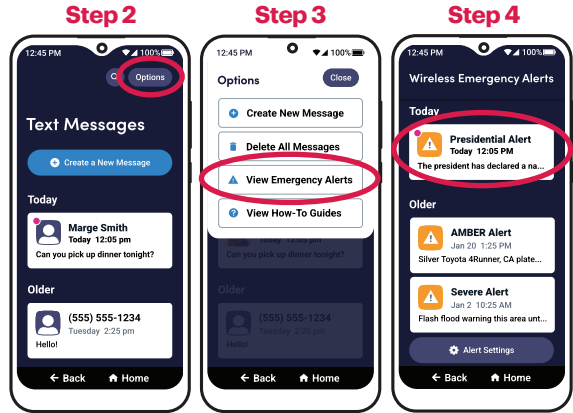 Step 2
12:45 PM
100%
Options
Text Messages
Create a New Message
Today
Marge Smith
Today 12:05 pm
Can you pick up dinner tonight?
Older
(555) 555-1234
Tuesday 2:25 pm
Hello!
Back
Home
Step 3
12:45 PM
100%
Options
Close
Create New Message
Delete All Messages
View Emergency Alerts
View How-To Guides
Today 12:05 pm
Can you pick up dinner tonight?
Older
(555) 555-1234
Tuesday 2:25 pm
Hello!
Back
Home
Step 4
12:45 PM
100%
Wireless Emergency Alerts
Today
Presidential Alert
Today 12:05 PM
The president has declared a na...
Older
AMBER Alert
Jan 20 1:25 PM
Silver Toyota 4Runner, CA plate...
Severe Alert
Jan 2 10:25 AM
Flash flood warning this area unt...
Alert Settings
Back
Home